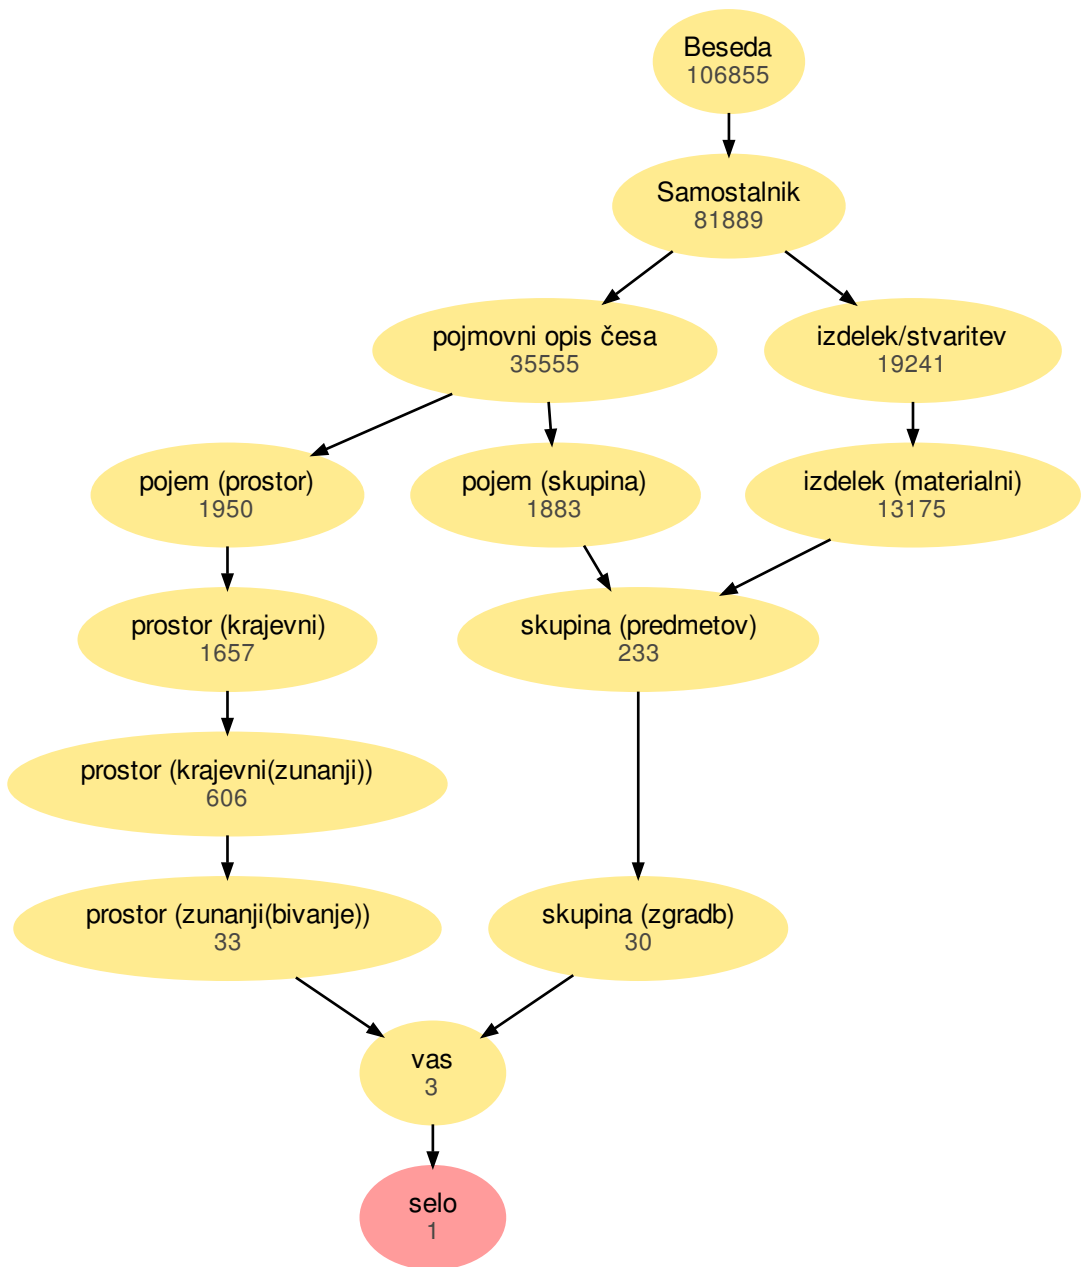 Beseda
106855
Samostalnik
81889
pojmovni opis česa
35555
izdelek/stvaritev
19241
pojem (prostor)
1950
pojem (skupina)
1883
izdelek (materialni)
13175
prostor (krajevni)
1657
skupina (predmetov)
233
prostor (krajevni(zunanji))
606
prostor (zunanji(bivanje))
33
skupina (zgradb)
30
vas
3
selo
1